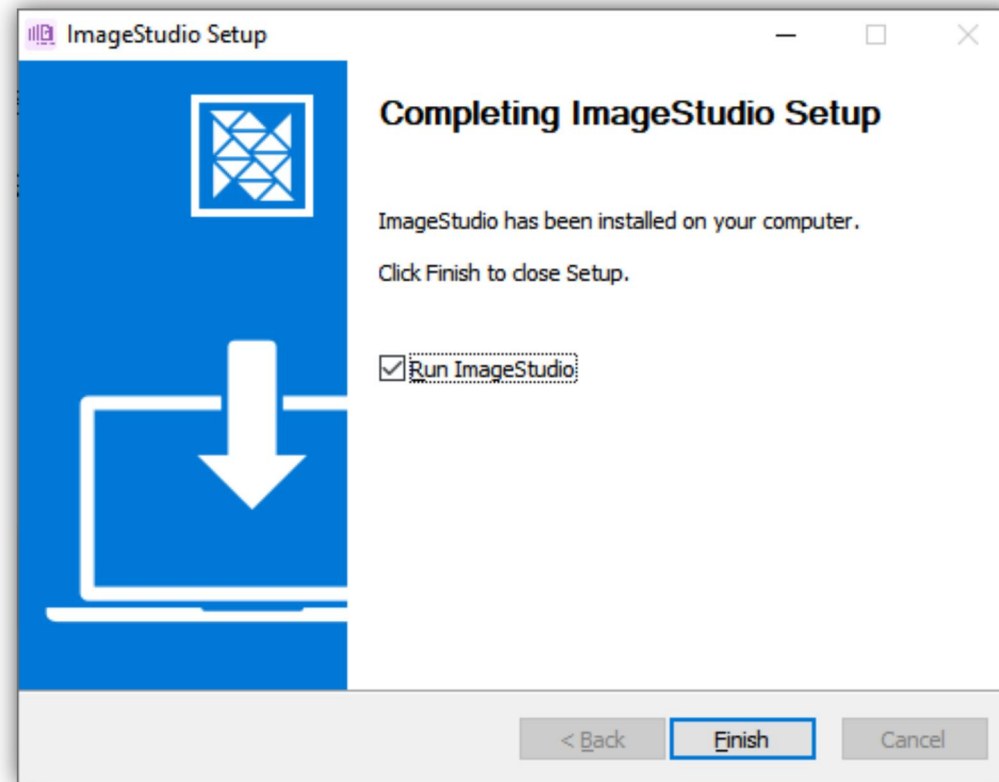 ImageStudio Setup
Completing ImageStudio Setup
ImageStudio has been installed on your computer.
Click Finish to close Setup.
Run ImageStudio
< Back
Finish
Cancel